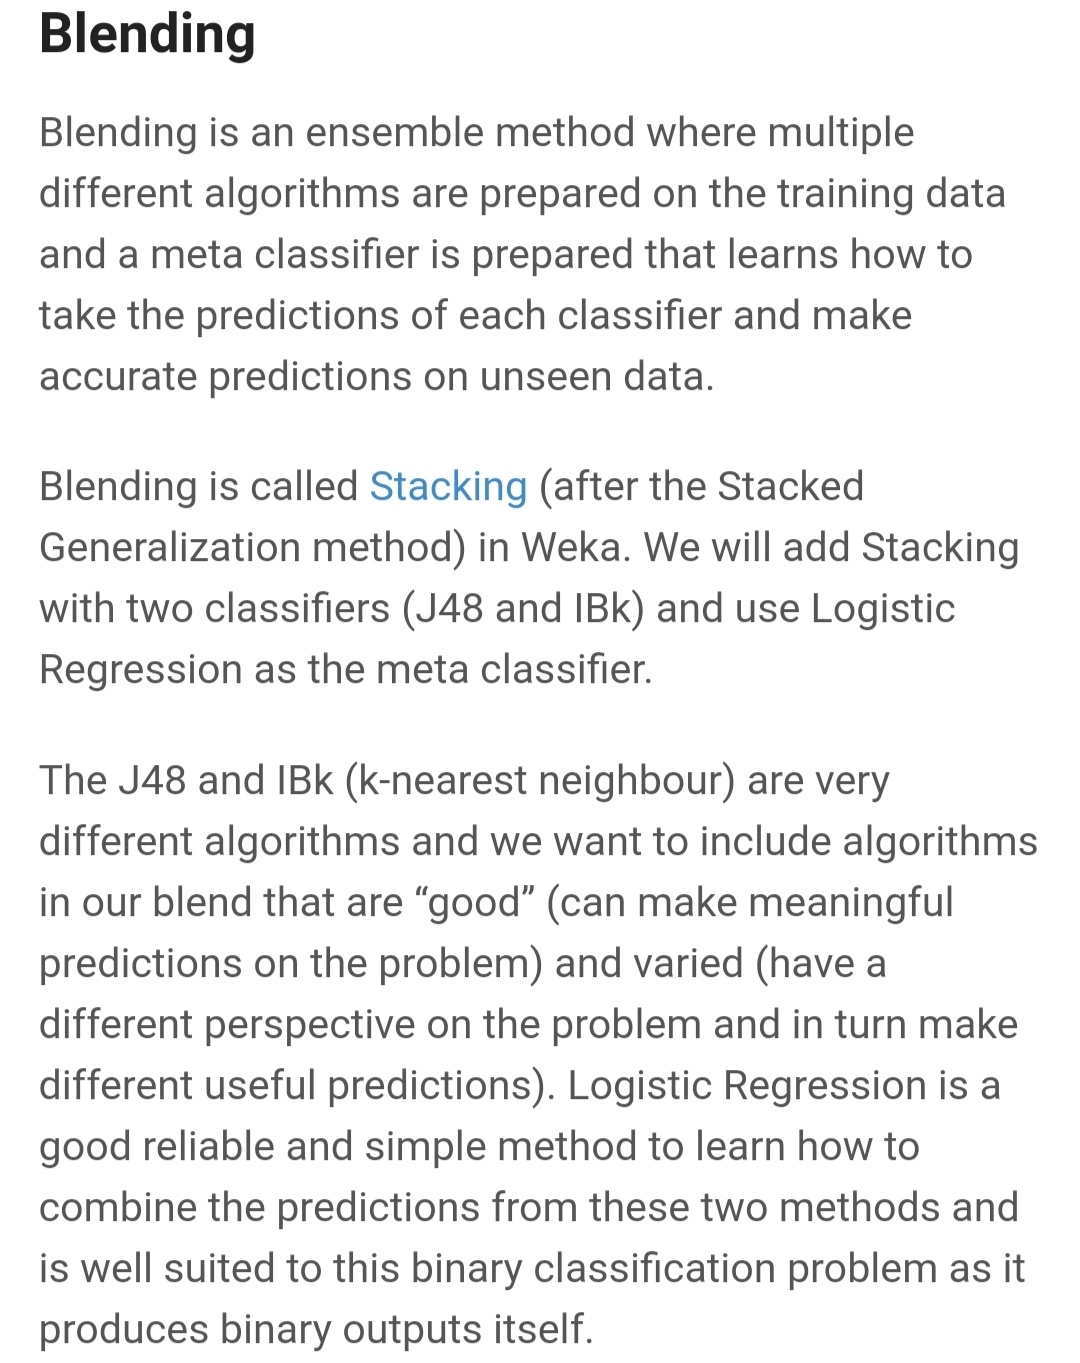 Blending
Blending is an ensemble method where multiple
different algorithms are prepared on the training data
and a meta classifier is prepared that learns how to
take the predictions of each classifier and make
accurate predictions on unseen data.
Blending is called Stacking (after the Stacked
Generalization method) in Weka. We will add Stacking
with two classifiers (J48 and IBk) and use Logistic
Regression as the meta classifier.
The J48 and IBk (k-nearest neighbour) are very
different algorithms and we want to include algorithms
in our blend that are “good” (can make meaningful
predictions on the problem) and varied (have a
different perspective on the problem and in turn make
different useful predictions). Logistic Regression is a
good reliable and simple method to learn how to
combine the predictions from these two methods and
is well suited to this binary classification problem as it
produces binary outputs itself.